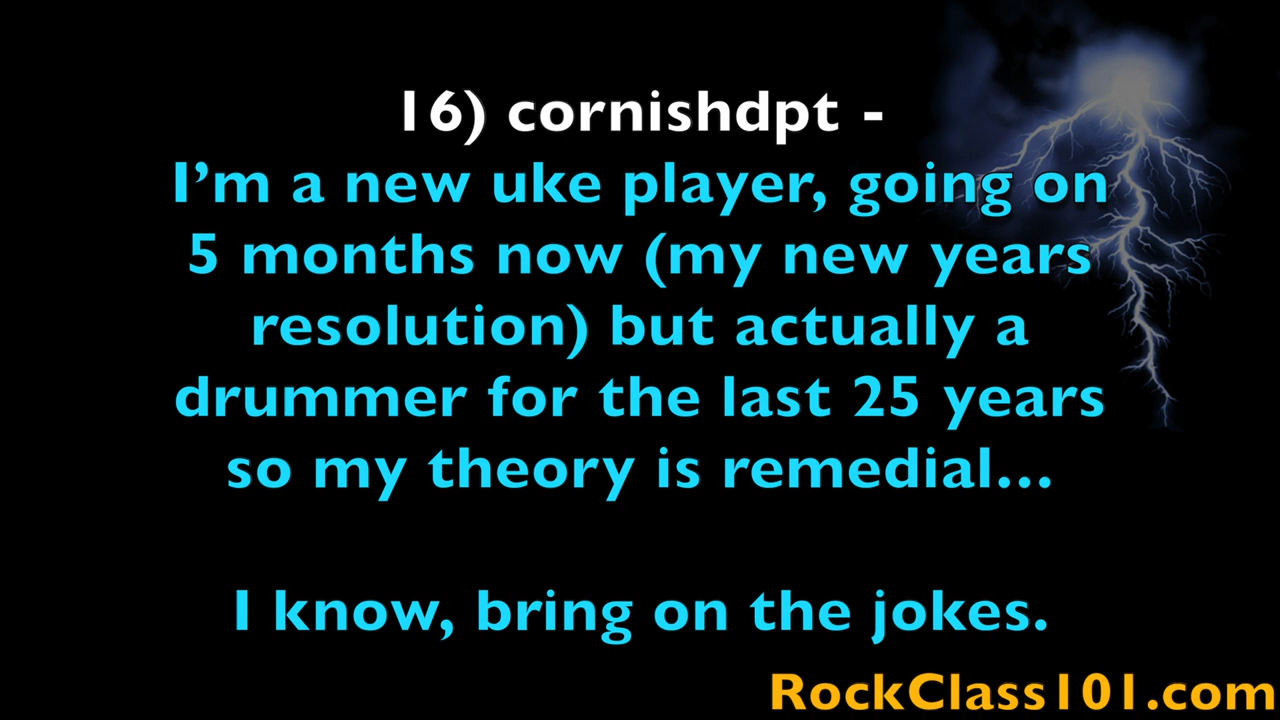 16) cornishdpt -
I’m a new uke player, going on
5 months now (my new years
resolution) but actually a
drummer for the last 25 years
so my theory is remedial...
I know, bring on the jokes.
RockClass101.com